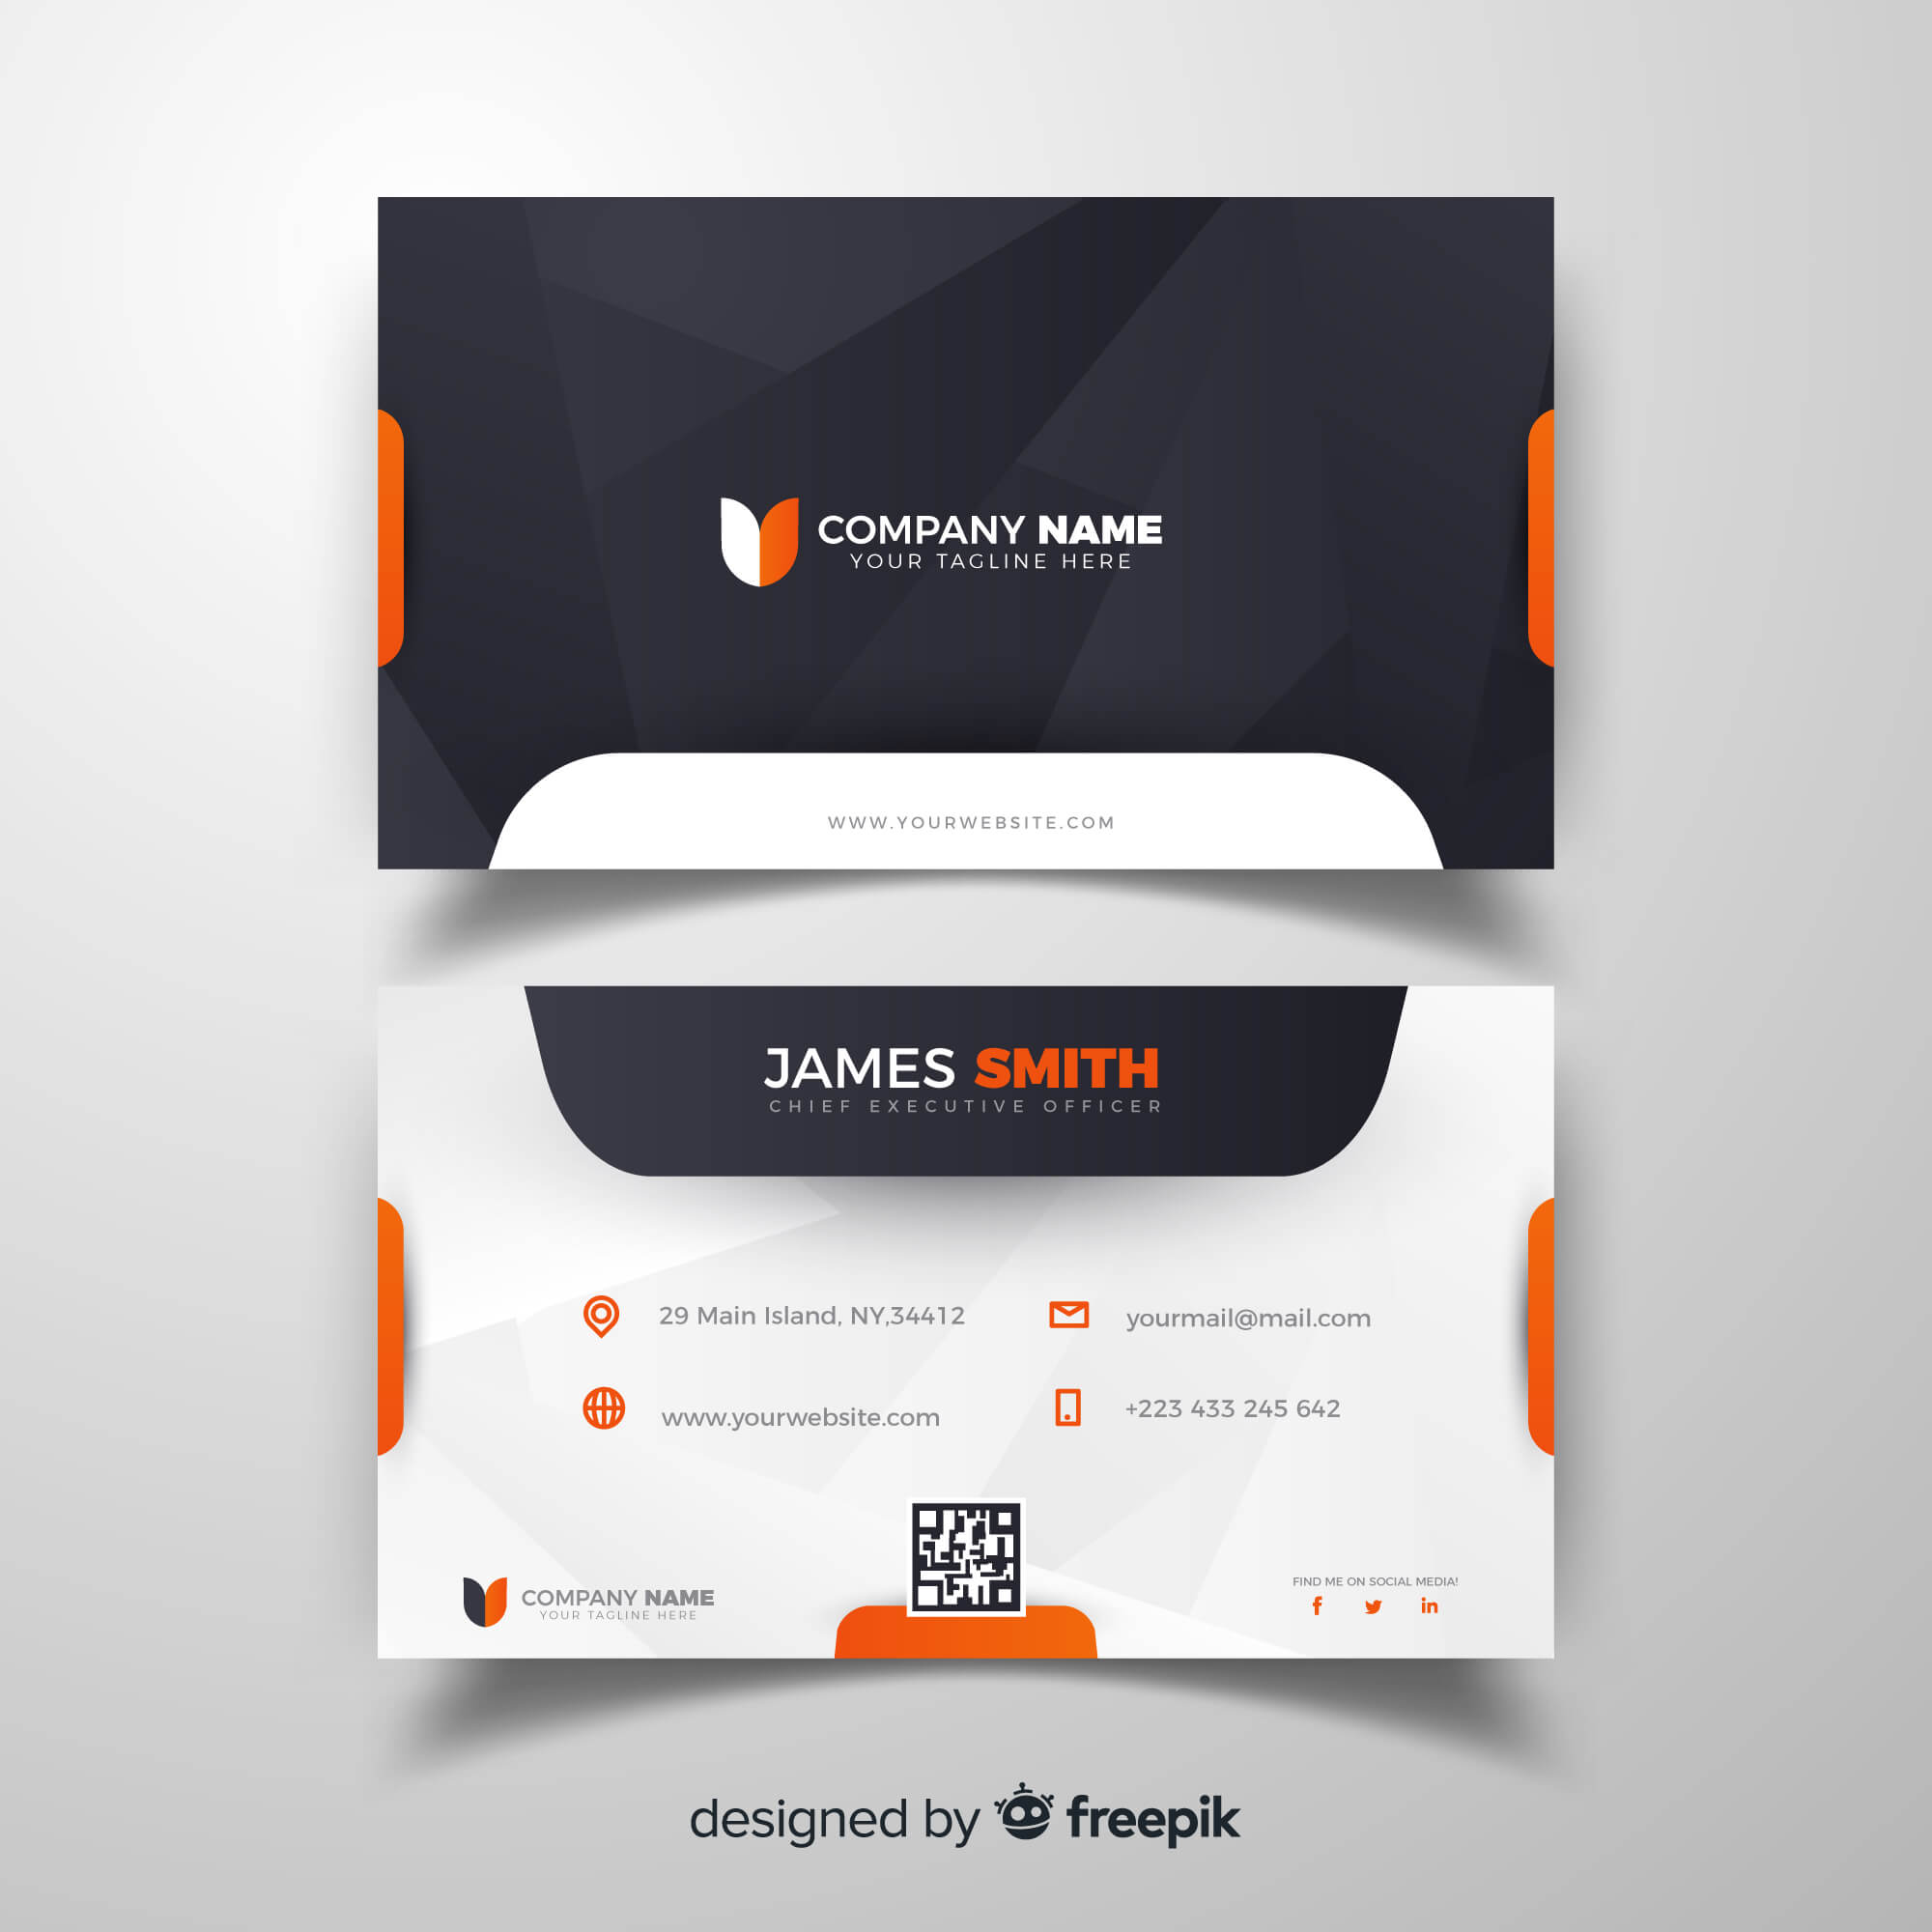 COMPANY NAME
YOUR TAGLINE HERE
WWW.YOURWEBSITE.COM
JAMES SMITH
CHIEF EXECUTIVE OFFICER
29 Main Island, NY,34412
yourmail@mail.com
www.yourwebsite.com
+223 433 245 642
COMPANY NAME
YOUR TAGLINE HERE
FIND ME ON SOCIAL MEDIA!
designed by freepik